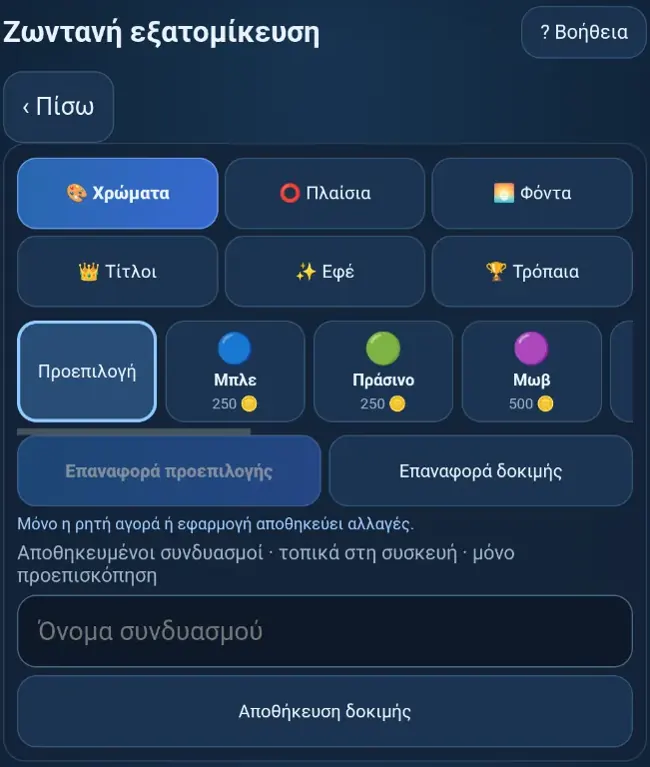 Ζωντανή εξατομίκευση
? Βοήθεια
‹ Πίσω
Χρώματα
Πλαίσια
Φόντα
Τίτλοι
Εφέ
Τρόπαια
Προεπιλογή
Μπλε
250
Πράσινο
250
Μωβ
500
Επαναφορά προεπιλογής
Επαναφορά δοκιμής
Μόνο η ρητή αγορά ή εφαρμογή αποθηκεύει αλλαγές.
Αποθηκευμένοι συνδυασμοί · τοπικά στη συσκευή · μόνο
προεπισκόπηση
Όνομα συνδυασμού
Αποθήκευση δοκιμής